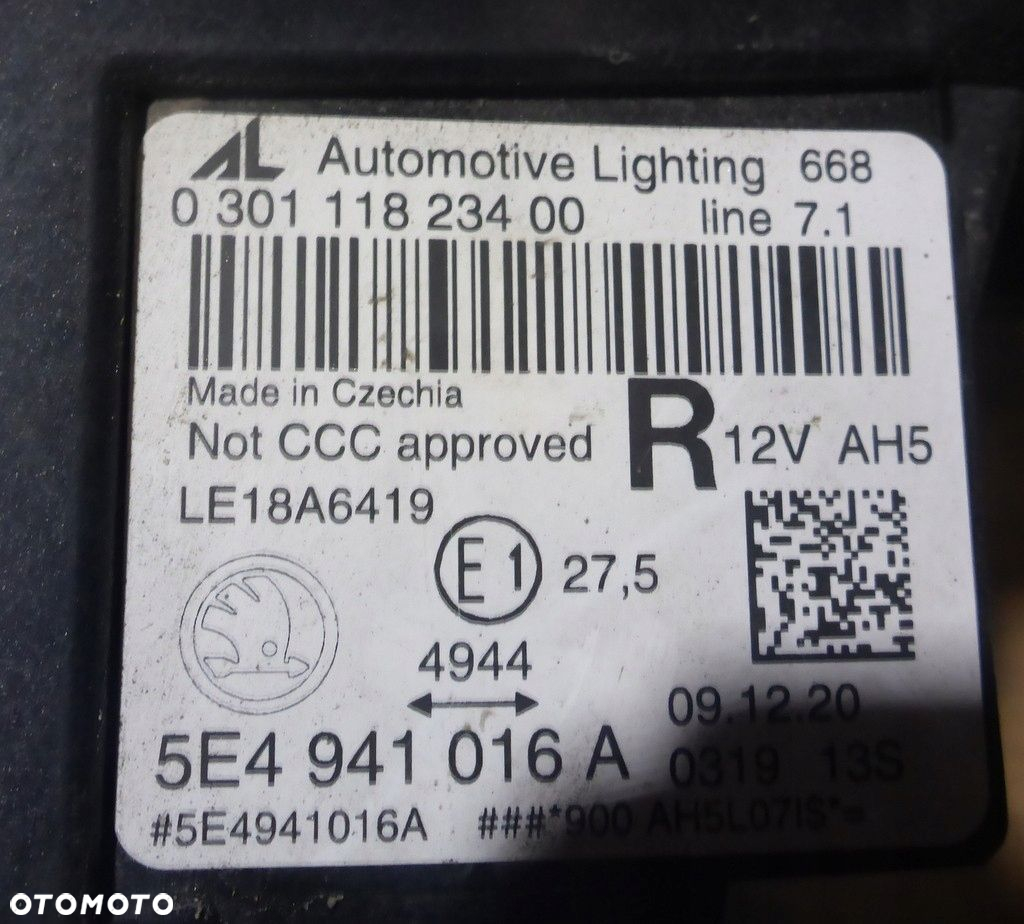 AL Automotive Lighting 668
0 301 118 234 00 line 7.1
Made in Czechia
Not CCC approved R 12V AH5
LE18A6419
E1 27,5
4944
09.12.20
5E4 941 016 A 0319 13S
#5E4941016A ###*900 AH5L07I$*=
OTOMOTO